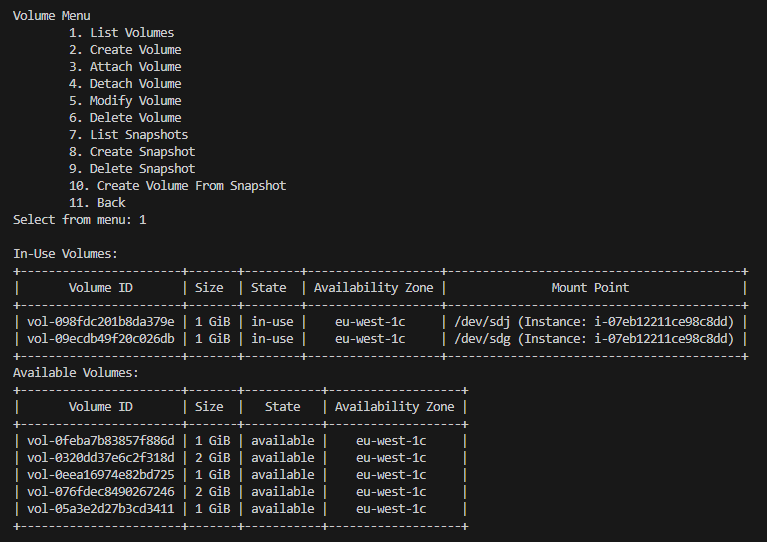 Volume Menu
1. List Volumes
2. Create Volume
3. Attach Volume
4. Detach Volume
5. Modify Volume
6. Delete Volume
7. List Snapshots
8. Create Snapshot
9. Delete Snapshot
10. Create Volume From Snapshot
11. Back
Select from menu: 1
In-Use Volumes:
+-----------------------+-------+--------+-------------------+------------------------------------------+
| Volume ID | Size | State | Availability Zone | Mount Point |
+-----------------------+-------+--------+-------------------+------------------------------------------+
| vol-098fdc201b8da379e | 1 GiB | in-use | eu-west-1c | /dev/sdj (Instance: i-07eb12211ce98c8dd) |
| vol-09ecdb49f20c026db | 1 GiB | in-use | eu-west-1c | /dev/sdg (Instance: i-07eb12211ce98c8dd) |
+-----------------------+-------+--------+-------------------+------------------------------------------+
Available Volumes:
+-----------------------+-------+-----------+-------------------+
| Volume ID | Size | State | Availability Zone |
+-----------------------+-------+-----------+-------------------+
| vol-0feba7b83857f886d | 1 GiB | available | eu-west-1c |
| vol-0320dd37e6c2f318d | 2 GiB | available | eu-west-1c |
| vol-0eea16974e82bd725 | 1 GiB | available | eu-west-1c |
| vol-076fdec8490267246 | 2 GiB | available | eu-west-1c |
| vol-05a3e2d27b3cd3411 | 1 GiB | available | eu-west-1c |
+-----------------------+-------+-----------+-------------------+